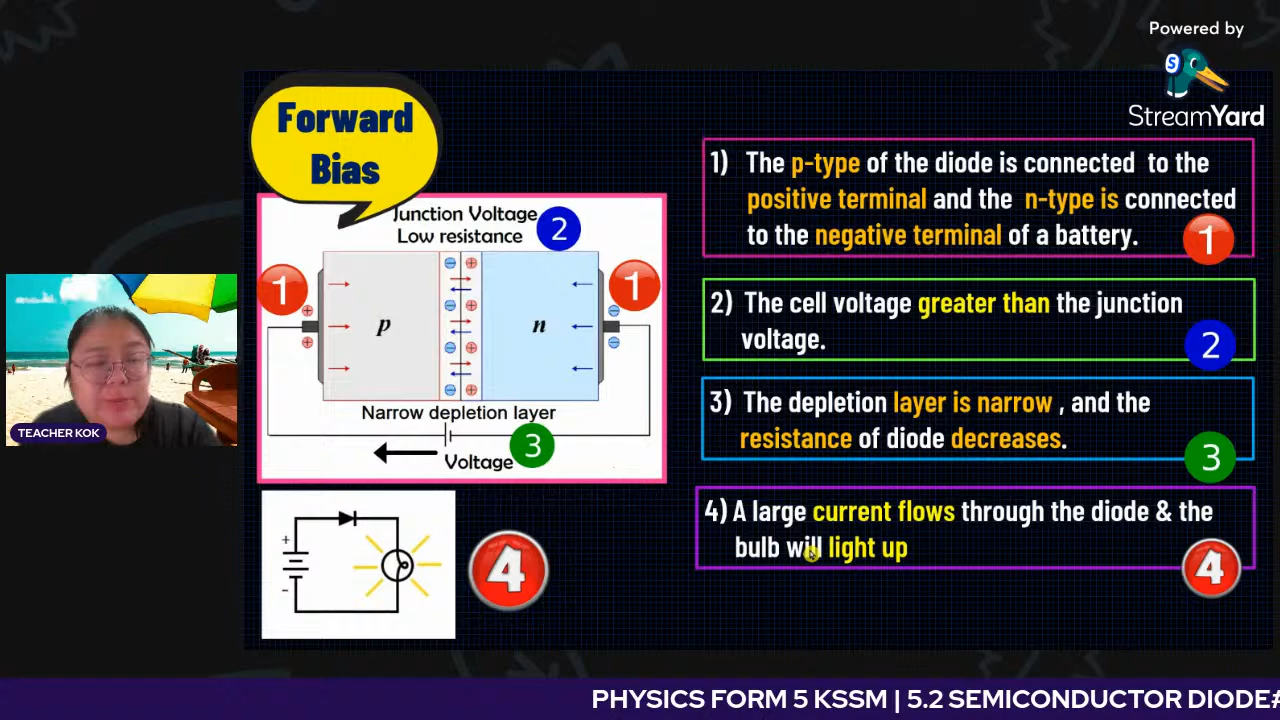 Powered by
StreamYard
Forward
Bias
Junction Voltage
Low resistance
2
1
1
p
n
Narrow depletion layer
Voltage
3
+
-
4
1) The p-type of the diode is connected to the
positive terminal and the n-type is connected
to the negative terminal of a battery.
1
2) The cell voltage greater than the junction
voltage.
2
3) The depletion layer is narrow , and the
resistance of diode decreases.
3
4) A large current flows through the diode & the
bulb will light up
4
TEACHER KOK
PHYSICS FORM 5 KSSM | 5.2 SEMICONDUCTOR DIODE#